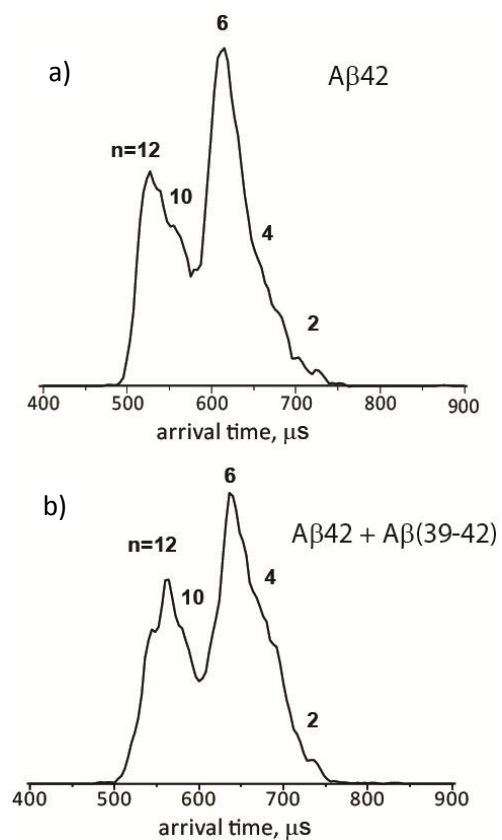 6
a)
Aβ42
n=12
10
4
2
400 500 600 700 800 900
arrival time, μs
6
b)
Aβ42 + Aβ(39-42)
n=12
4
10
2
400 500 600 700 800 900
arrival time, μs